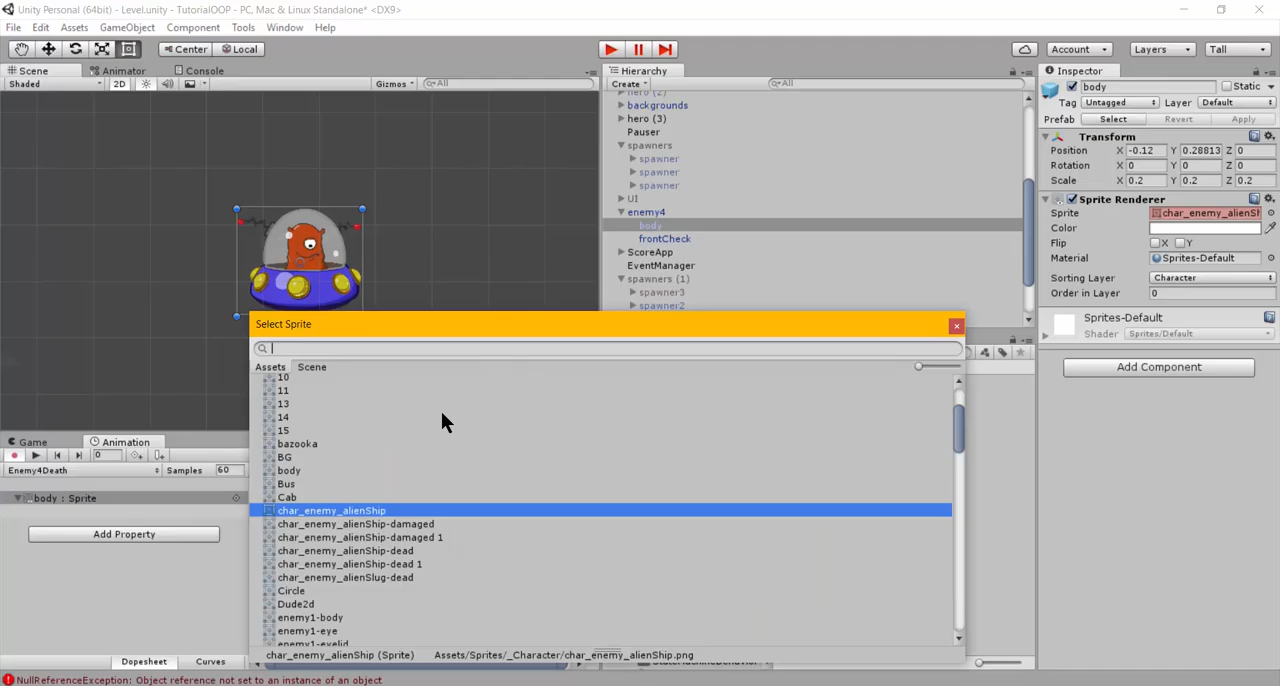 Unity Personal (64bit) - Level.unity - TutorialOOP - PC, Mac & Linux Standalone* <DX9>
File Edit Assets GameObject Component Tools Window Help
Center Local Account Layers Tall
Scene Animator Console Hierarchy Inspector
Shaded 2D Gizmos All Create All
body Static
Tag Untagged Layer Default
Prefab Select Revert Apply
hero (2)
backgrounds
hero (3)
Pauser
spawners
spawner
spawner
spawner
UI
enemy4
body
frontCheck
ScoreApp
EventManager
spawners (1)
spawner3
spawner2
Transform
Position X -0.12 Y 0.28813 Z 0
Rotation X 0 Y 0 Z 0
Scale X 0.2 Y 0.2 Z 0.2
Sprite Renderer
Sprite char_enemy_alienSh
Color
Flip X Y
Material Sprites-Default
Sorting Layer Character
Order in Layer 0
Sprites-Default
Shader Sprites/Default
Add Component
Select Sprite
Assets Scene
10
11
13
14
15
bazooka
BG
body
Bus
Cab
char_enemy_alienShip
char_enemy_alienShip-damaged
char_enemy_alienShip-damaged 1
char_enemy_alienShip-dead
char_enemy_alienShip-dead 1
char_enemy_alienSlug-dead
Circle
Dude2d
enemy1-body
enemy1-eye
enemy1-eyelid
char_enemy_alienShip (Sprite) Assets/Sprites/_Character/char_enemy_alienShip.png
Game Animation
0
Enemy4Death Samples 60
body : Sprite
Add Property
Dopesheet Curves
NullReferenceException: Object reference not set to an instance of an object